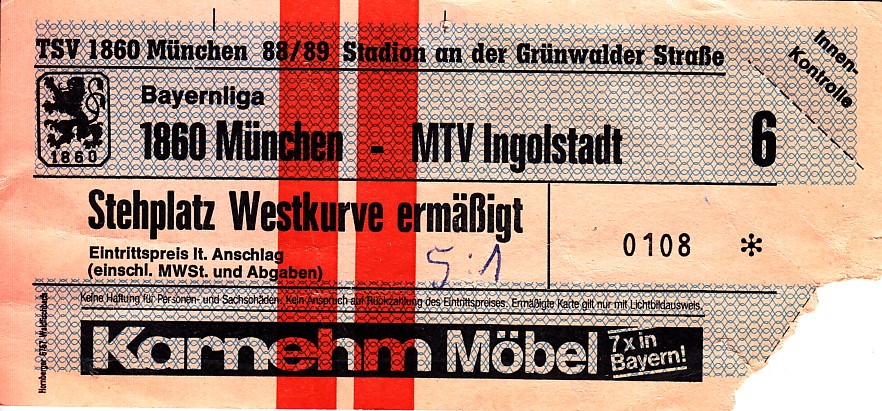 TSV 1860 München 88/89 Stadion an der Grünwalder Straße
Innen-
Kontrolle
1860
Bayernliga
1860 München - MTV Ingolstadt
6
Stehplatz Westkurve ermäßigt
Eintrittspreis lt. Anschlag
(einschl. MWSt. und Abgaben)
5:1
0108 *
Keine Haftung für Personen- und Sachschäden. Kein Anspruch auf Rückzahlung des Eintrittspreises. Ermäßigte Karte gilt nur mit Lichtbildausweis.
Karnehm Möbel
7x in
Bayern!